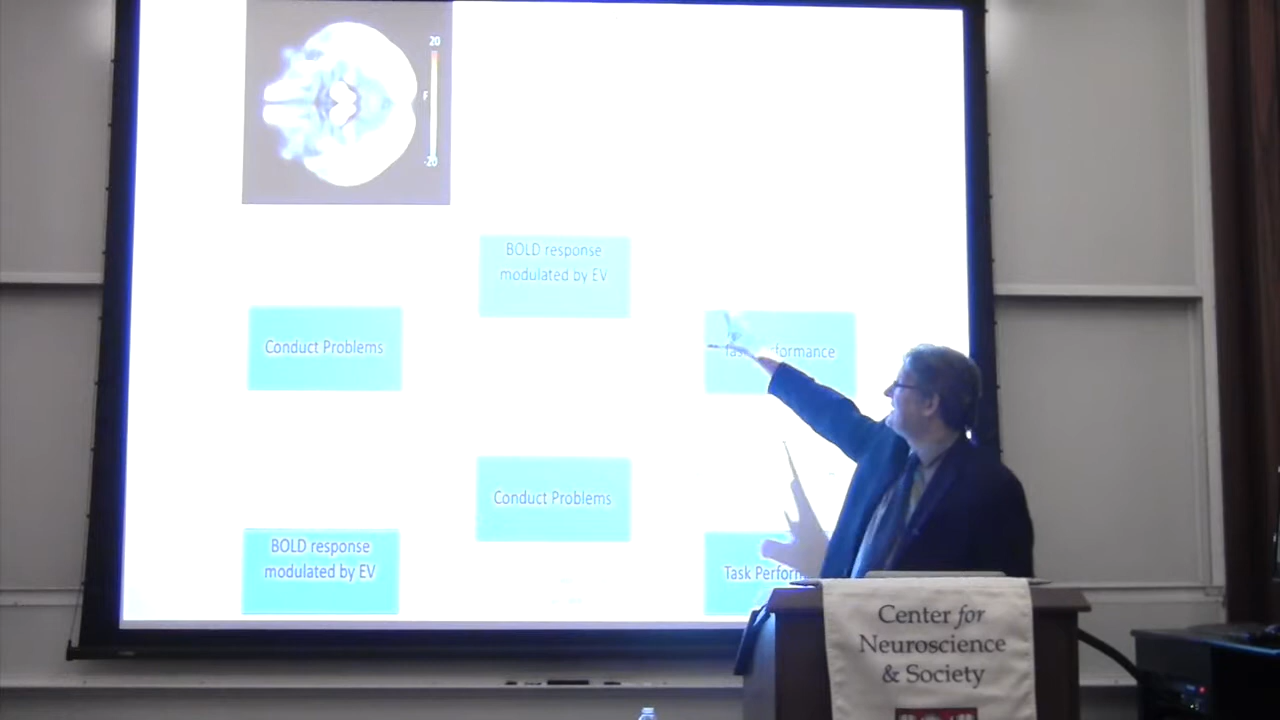 20
F
-20
BOLD response
modulated by EV
Conduct Problems
Task Performance
Conduct Problems
BOLD response
modulated by EV
Task Perform
Center for
Neuroscience
& Society